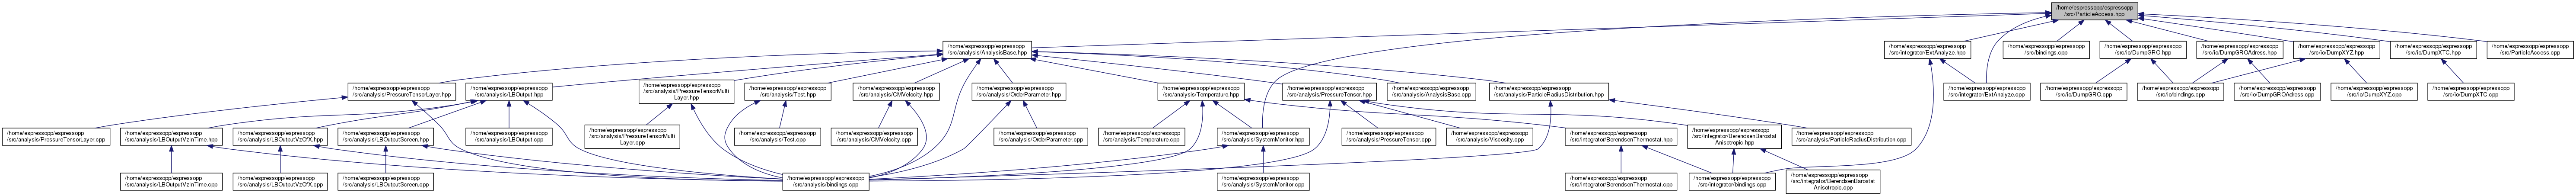 /home/espressopp/espressopp
/src/ParticleAccess.hpp
/home/espressopp/espressopp
/src/analysis/AnalysisBase.hpp
/home/espressopp/espressopp
/src/integrator/ExtAnalyze.hpp
/home/espressopp/espressopp
/src/bindings.cpp
/home/espressopp/espressopp
/src/io/DumpGRO.hpp
/home/espressopp/espressopp
/src/io/DumpGROAdress.hpp
/home/espressopp/espressopp
/src/io/DumpXYZ.hpp
/home/espressopp/espressopp
/src/io/DumpXTC.hpp
/home/espressopp/espressopp
/src/ParticleAccess.cpp
/home/espressopp/espressopp
/src/analysis/PressureTensorLayer.hpp
/home/espressopp/espressopp
/src/analysis/LBOutput.hpp
/home/espressopp/espressopp
/src/analysis/PressureTensorMulti
Layer.hpp
/home/espressopp/espressopp
/src/analysis/Test.hpp
/home/espressopp/espressopp
/src/analysis/CMVelocity.hpp
/home/espressopp/espressopp
/src/analysis/OrderParameter.hpp
/home/espressopp/espressopp
/src/analysis/Temperature.hpp
/home/espressopp/espressopp
/src/analysis/PressureTensor.hpp
/home/espressopp/espressopp
/src/analysis/AnalysisBase.cpp
/home/espressopp/espressopp
/src/analysis/ParticleRadiusDistribution.hpp
/home/espressopp/espressopp
/src/integrator/ExtAnalyze.cpp
/home/espressopp/espressopp
/src/io/DumpGRO.cpp
/home/espressopp/espressopp
/src/io/bindings.cpp
/home/espressopp/espressopp
/src/io/DumpGROAdress.cpp
/home/espressopp/espressopp
/src/io/DumpXYZ.cpp
/home/espressopp/espressopp
/src/io/DumpXTC.cpp
/home/espressopp/espressopp
/src/analysis/PressureTensorLayer.cpp
/home/espressopp/espressopp
/src/analysis/LBOutputVzInTime.hpp
/home/espressopp/espressopp
/src/analysis/LBOutputVzOfX.hpp
/home/espressopp/espressopp
/src/analysis/LBOutputScreen.hpp
/home/espressopp/espressopp
/src/analysis/LBOutput.cpp
/home/espressopp/espressopp
/src/analysis/PressureTensorMulti
Layer.cpp
/home/espressopp/espressopp
/src/analysis/Test.cpp
/home/espressopp/espressopp
/src/analysis/CMVelocity.cpp
/home/espressopp/espressopp
/src/analysis/OrderParameter.cpp
/home/espressopp/espressopp
/src/analysis/Temperature.cpp
/home/espressopp/espressopp
/src/analysis/SystemMonitor.hpp
/home/espressopp/espressopp
/src/analysis/PressureTensor.cpp
/home/espressopp/espressopp
/src/analysis/Viscosity.cpp
/home/espressopp/espressopp
/src/integrator/BerendsenThermostat.hpp
/home/espressopp/espressopp
/src/integrator/BerendsenBarostat
Anisotropic.hpp
/home/espressopp/espressopp
/src/analysis/ParticleRadiusDistribution.cpp
/home/espressopp/espressopp
/src/analysis/LBOutputVzInTime.cpp
/home/espressopp/espressopp
/src/analysis/LBOutputVzOfX.cpp
/home/espressopp/espressopp
/src/analysis/LBOutputScreen.cpp
/home/espressopp/espressopp
/src/analysis/bindings.cpp
/home/espressopp/espressopp
/src/analysis/SystemMonitor.cpp
/home/espressopp/espressopp
/src/integrator/BerendsenThermostat.cpp
/home/espressopp/espressopp
/src/integrator/bindings.cpp
/home/espressopp/espressopp
/src/integrator/BerendsenBarostat
Anisotropic.cpp